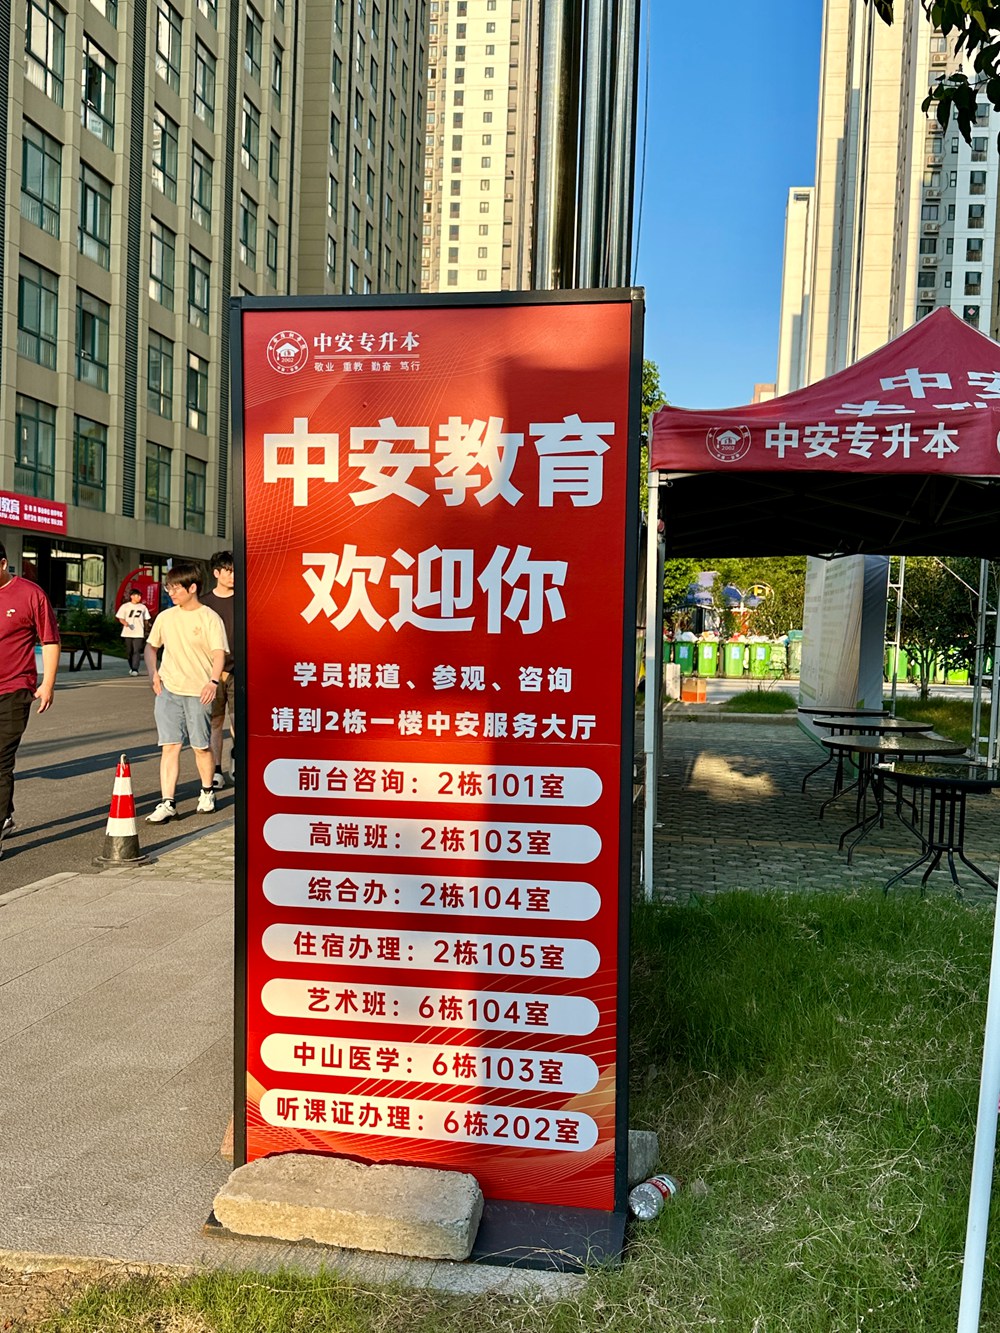 中安专升本
敬业 重教 勤奋 笃行
2002
中安教育
欢迎你
学员报道、参观、咨询
请到2栋一楼中安服务大厅
前台咨询：2栋101室
高端班：2栋103室
综合办：2栋104室
住宿办理：2栋105室
艺术班：6栋104室
中山医学：6栋103室
听课证办理：6栋202室
中安专升本
2002
教育